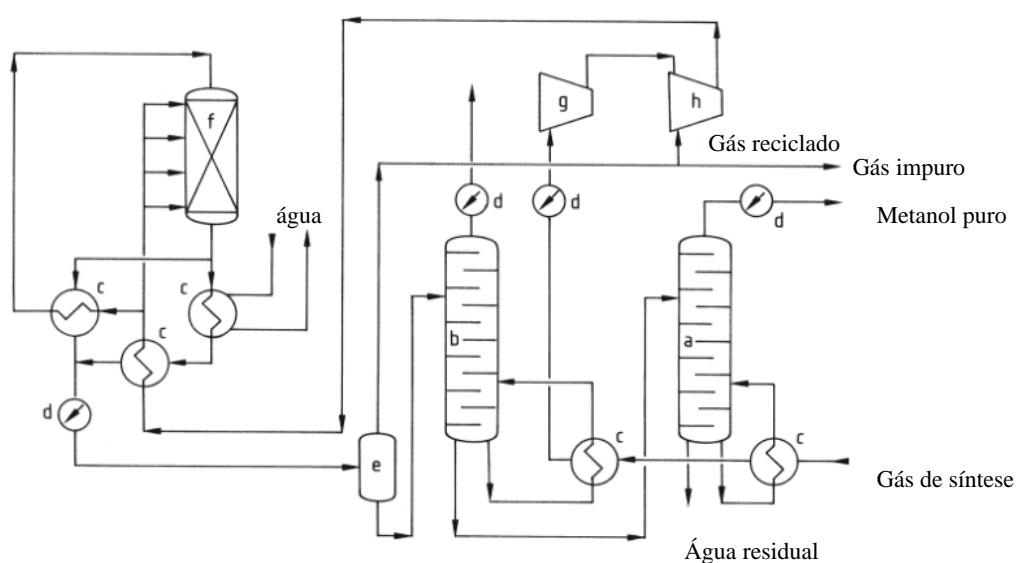 g
h
f
Gás reciclado
Gás impuro
d
d
d
Metanol puro
água
c
c
c
b
a
d
c
c
e
Gás de síntese
Água residual